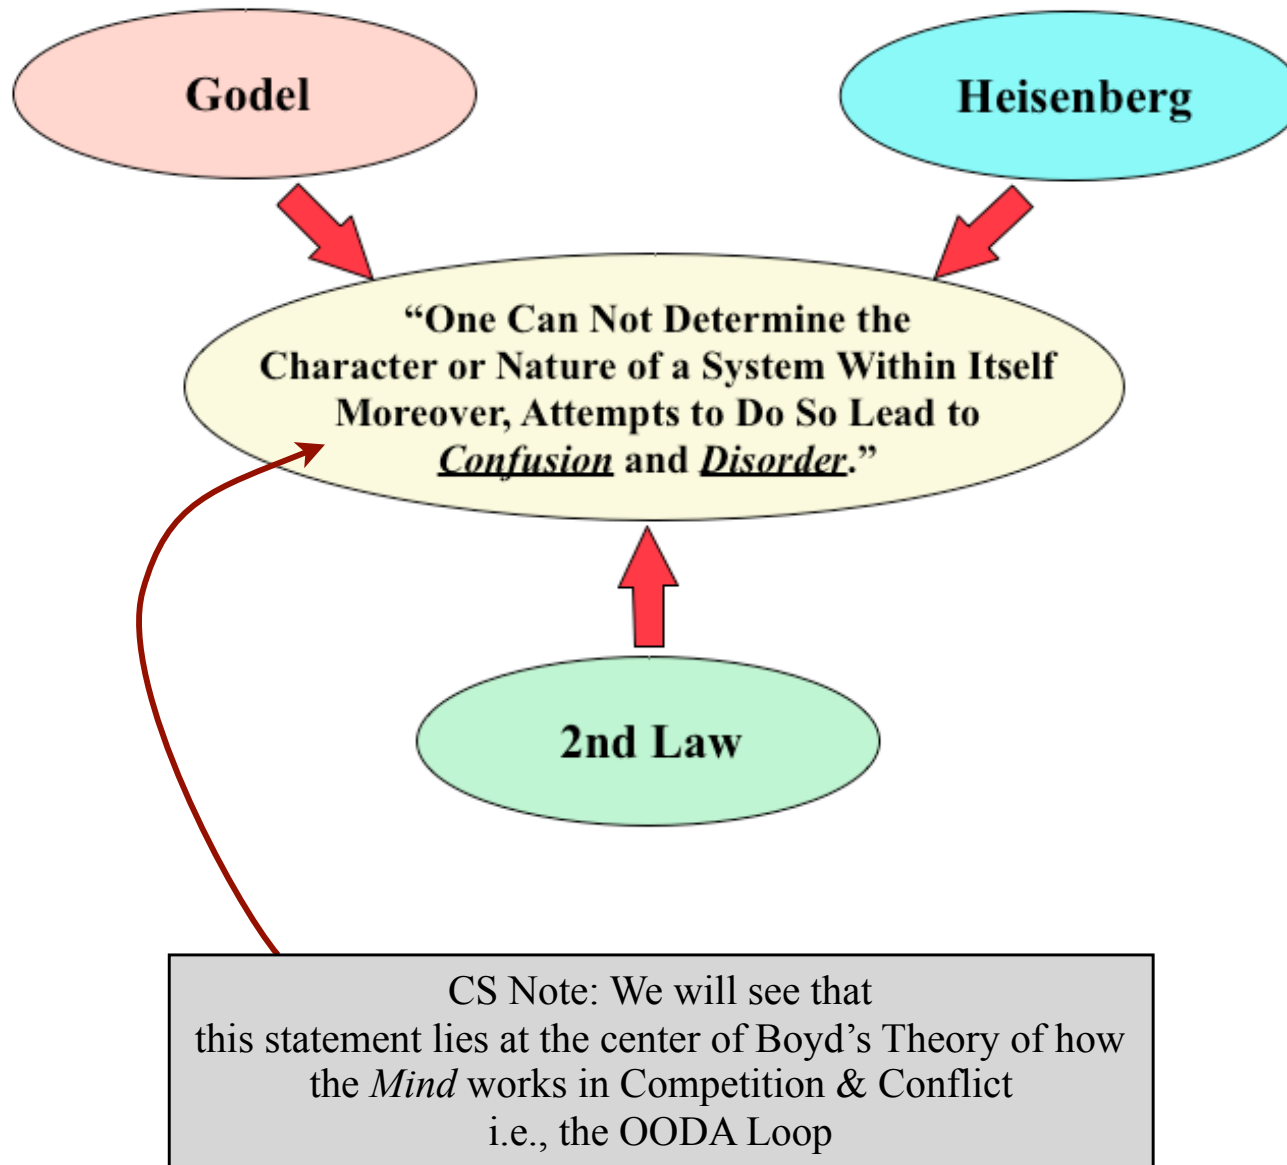 Godel
Heisenberg
“One Can Not Determine the
Character or Nature of a System Within Itself
Moreover, Attempts to Do So Lead to
Confusion and Disorder.”
2nd Law
CS Note: We will see that
this statement lies at the center of Boyd’s Theory of how
the Mind works in Competition & Conflict
i.e., the OODA Loop